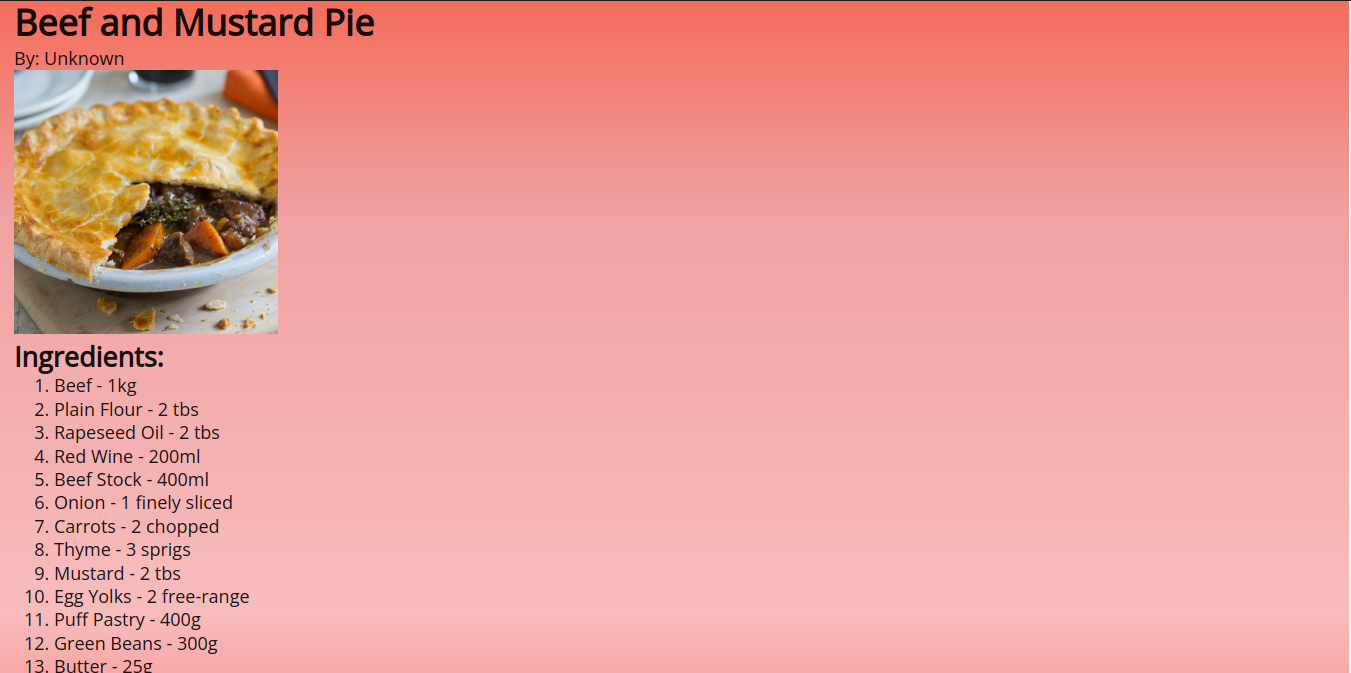 Beef and Mustard Pie
By: Unknown
Ingredients:
1. Beef - 1kg
2. Plain Flour - 2 tbs
3. Rapeseed Oil - 2 tbs
4. Red Wine - 200ml
5. Beef Stock - 400ml
6. Onion - 1 finely sliced
7. Carrots - 2 chopped
8. Thyme - 3 sprigs
9. Mustard - 2 tbs
10. Egg Yolks - 2 free-range
11. Puff Pastry - 400g
12. Green Beans - 300g
13. Butter - 25g